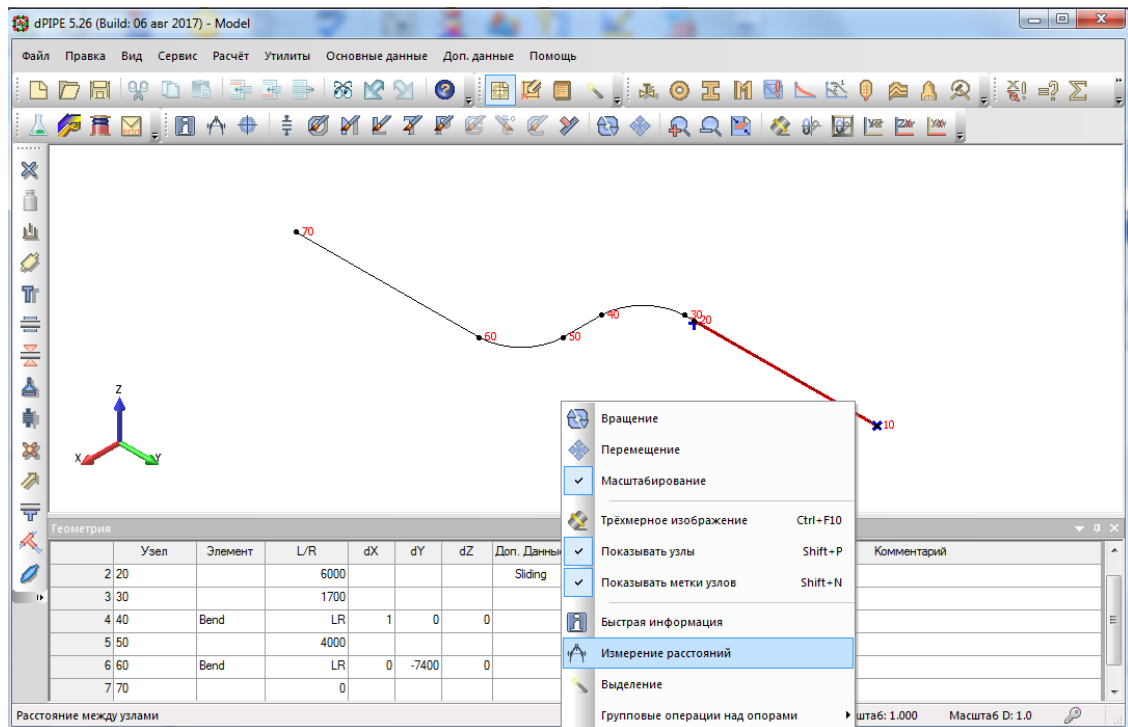 dPIPE 5.26 (Build: 06 авг 2017) - Model
Файл Правка Вид Сервис Расчёт Утилиты Основные данные Доп. данные Помощь
70
60
50
40
30
20
10
Z
X
Y
Вращение
Перемещение
Масштабирование
Трёхмерное изображение Ctrl+F10
Показывать узлы Shift+P
Показывать метки узлов Shift+N
Быстрая информация
Измерение расстояний
Выделение
Групповые операции над опорами
Геометрия
Узел Элемент L/R dX dY dZ Доп. Данные Комментарий
2 20 6000 Sliding
3 30 1700
4 40 Bend LR 1 0 0
5 50 4000
6 60 Bend LR 0 -7400 0
7 70 0
Расстояние между узлами штаб: 1.000 Масштаб D: 1.0